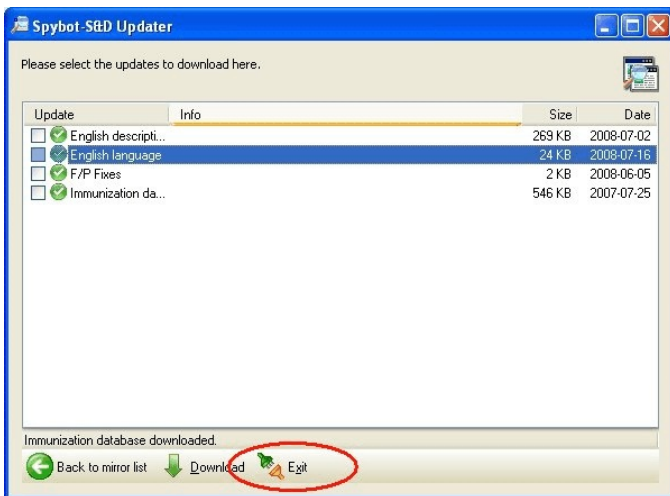 Spybot-S&D Updater
Please select the updates to download here.
Update Info Size Date
English descripti... 269 KB 2008-07-02
English language 24 KB 2008-07-16
F/P Fixes 2 KB 2008-06-05
Immunization da... 546 KB 2007-07-25
Immunization database downloaded.
Back to mirror list Download Exit